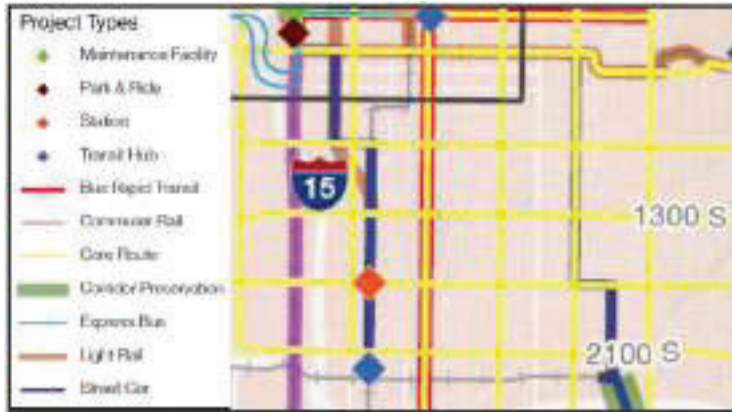 Project Types
Maintenance Facility
Park & Ride
Station
Transit Hub
Bus Rapid Transit
Commuter Rail
Core Route
Corridor Preservation
Express Bus
Light Rail
Street Car
15
1300 S
2100 S